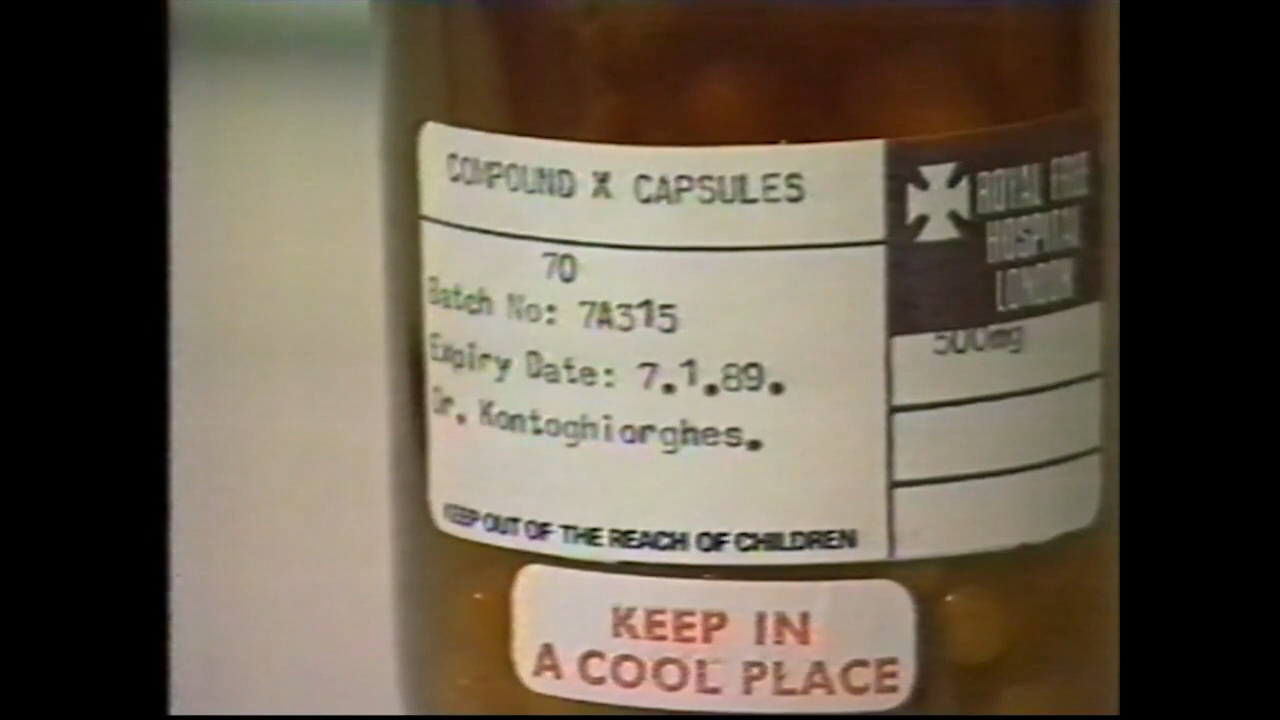 COMPOUND X CAPSULES
70
Batch No: 7A315
Expiry Date: 7.1.89.
Dr. Kontoghiorghes.
KEEP OUT OF THE REACH OF CHILDREN
ROYAL FREE
HOSPITAL
LONDON
500mg
KEEP IN
A COOL PLACE